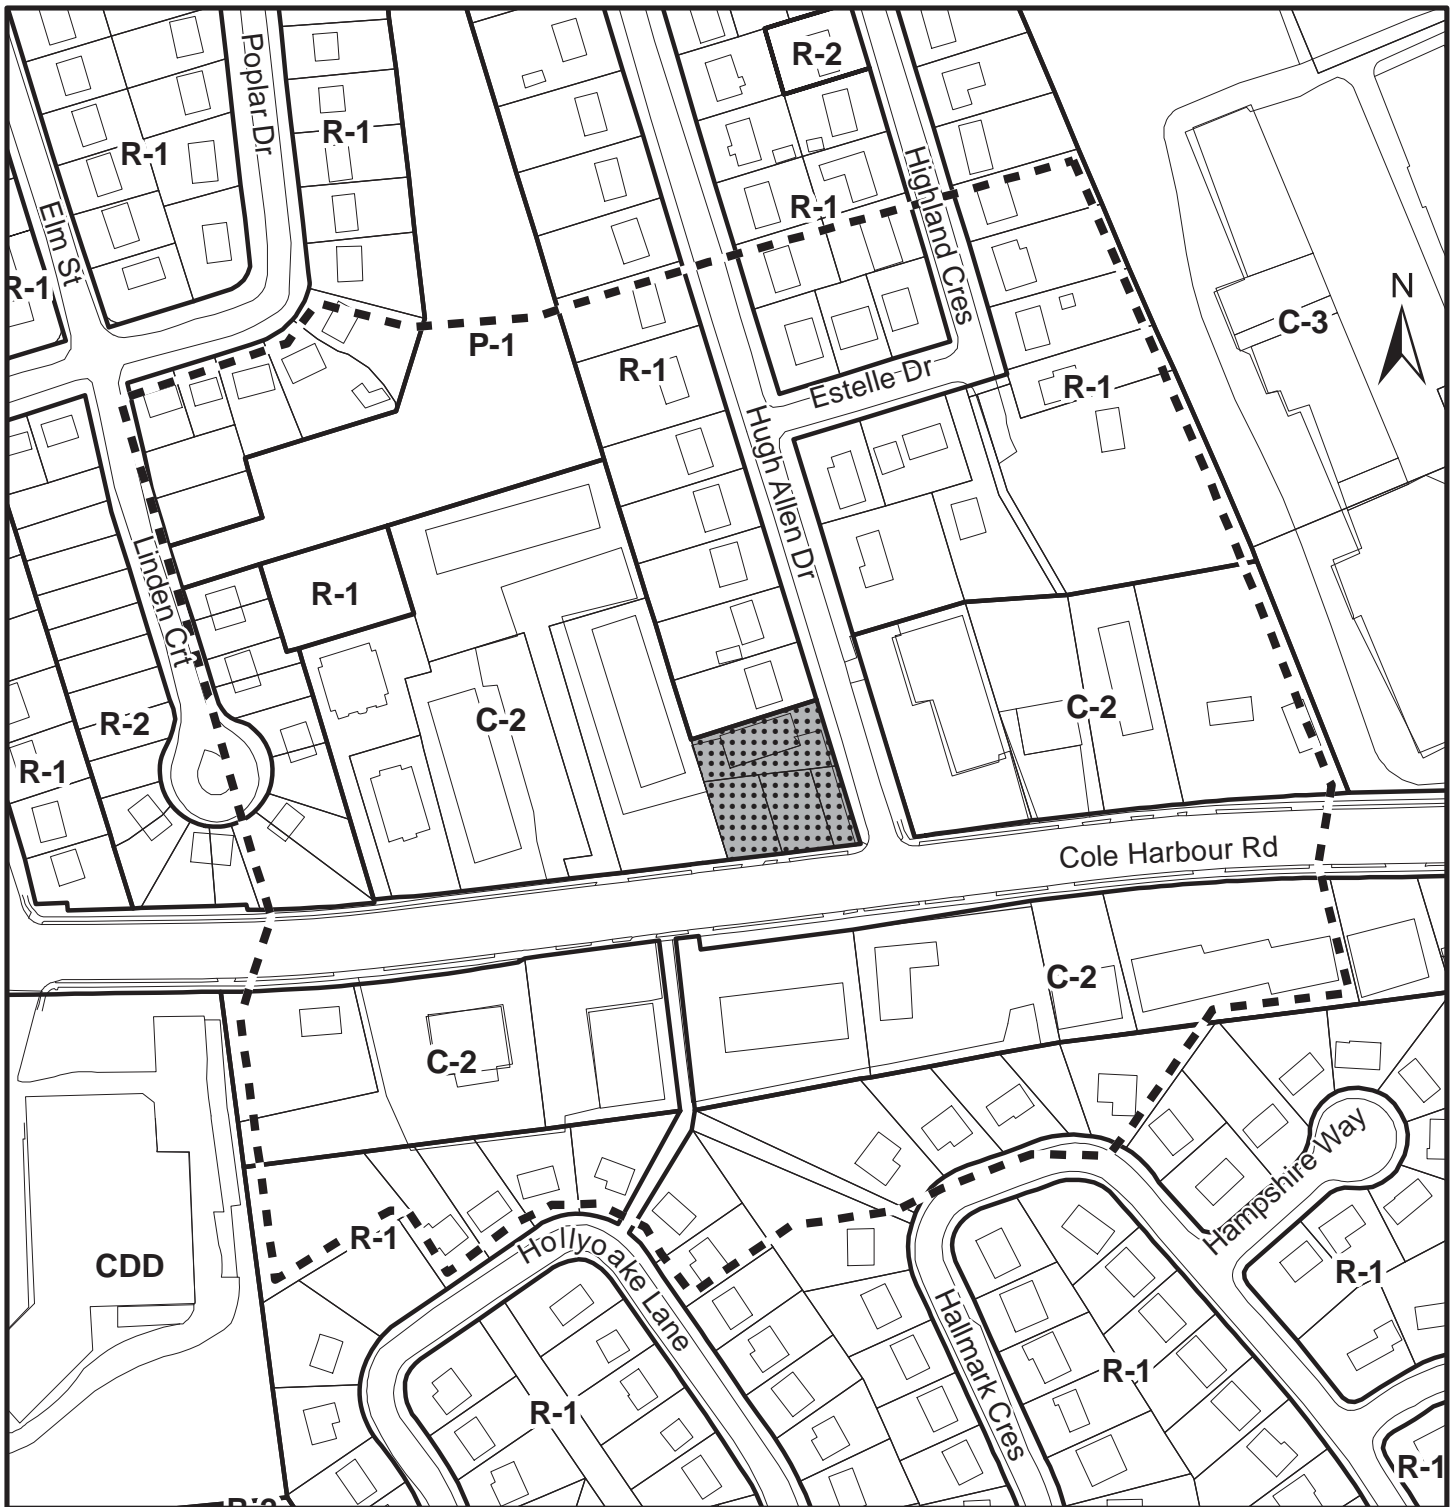 R-2
Poplar Dr
R-1
R-1
Highland Cres
Elm St
R-1
R-1
N
C-3
P-1
R-1
Estelle Dr
R-1
Hugh Allen Dr
Linden Crt
R-1
C-2
C-2
R-2
R-1
Cole Harbour Rd
C-2
C-2
Hampshire Way
R-1
Hollyoake Lane
CDD
R-1
Hallmark Cres
R-1
R-1
R-1